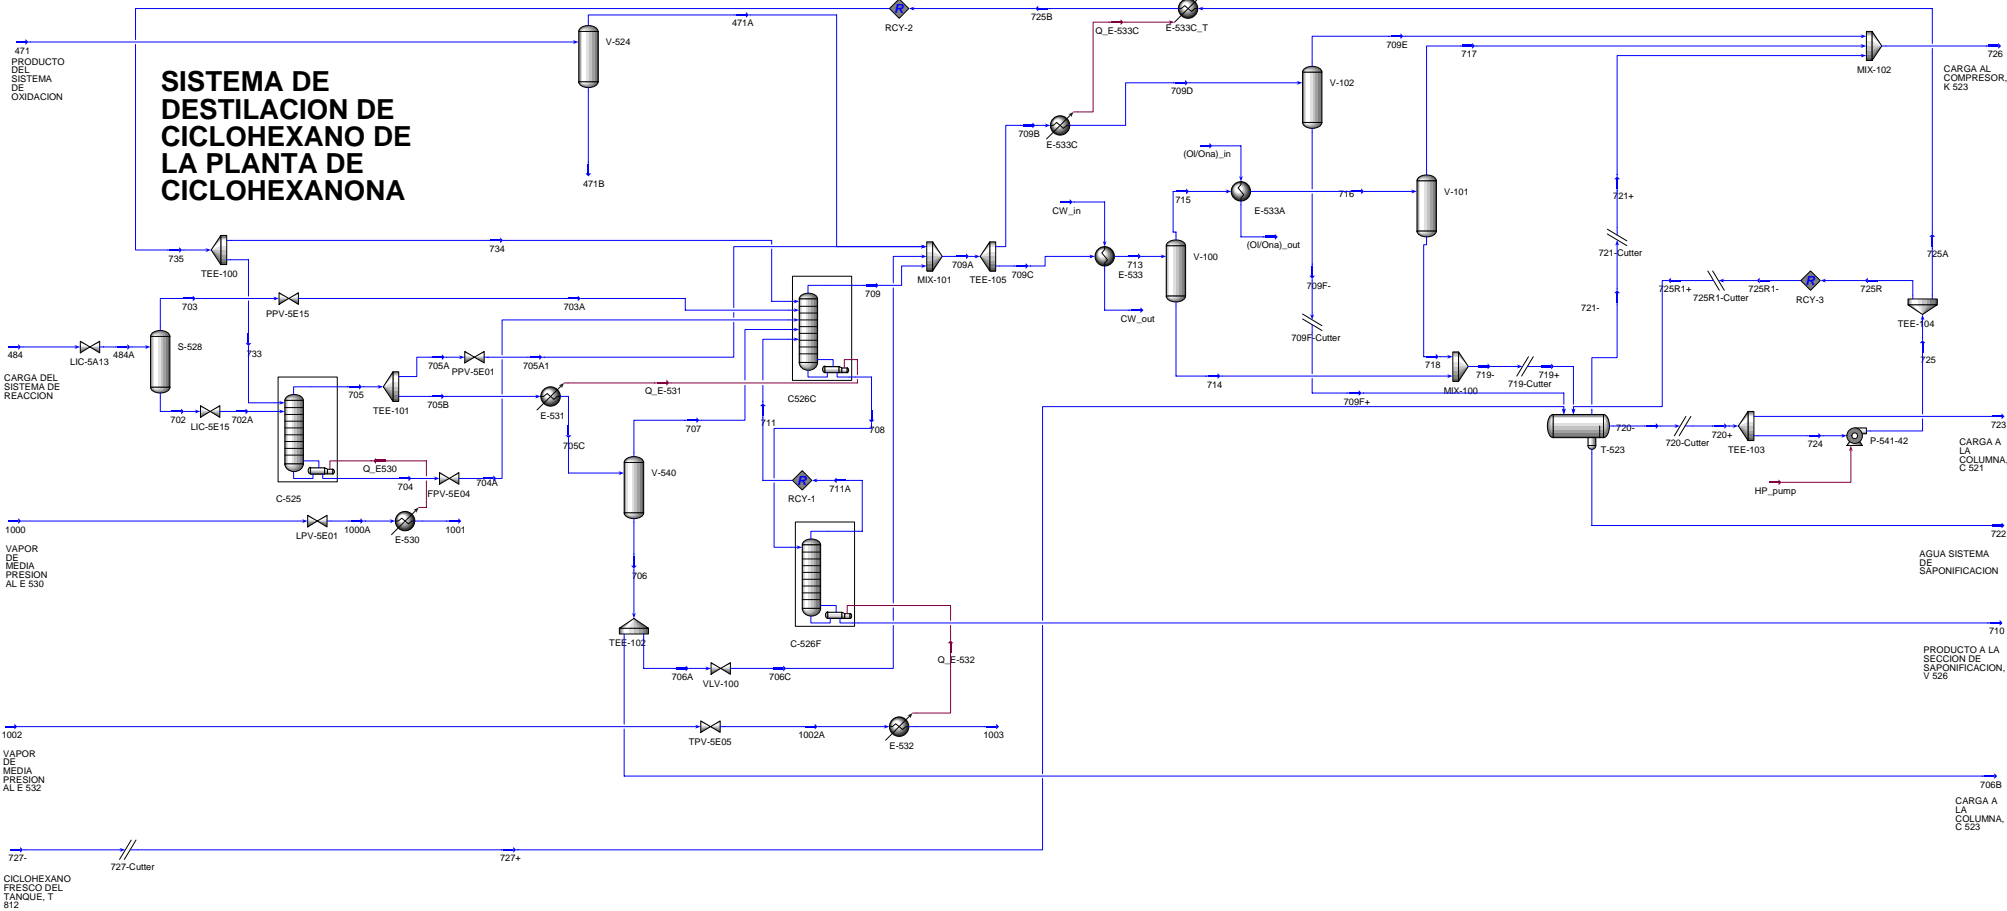 471
PRODUCTO
DEL
SISTEMA
DE
OXIDACION
SISTEMA DE
DESTILACION DE
CICLOHEXANO DE
LA PLANTA DE
CICLOHEXANONA
V-524
471A
471B
R
RCY-2
725B
Q_E-533C
E-533C_T
709E
717
V-102
709D
709B
E-533C
MIX-102
726
CARGA AL
COMPRESOR,
K 523
(Ol/Ona)_in
715
E-533A
(Ol/Ona)_out
716
V-101
721+
721-Cutter
721-
725A
CW_in
713
E-533
CW_out
V-100
735
TEE-100
734
733
703
PPV-5E15
703A
709
MIX-101
709A
TEE-105
709C
709F-
709F-Cutter
709F+
725R1+
725R1-Cutter
725R1-
R
RCY-3
725R
TEE-104
725
484
LIC-5A13
484A
S-528
CARGA DEL
SISTEMA DE
REACCION
702
LIC-5E15
702A
705
TEE-101
705A
PPV-5E01
705A1
705B
E-531
Q_E-531
705C
C526C
711
708
718
714
MIX-100
719-
719-Cutter
719+
T-523
720-
720-Cutter
720+
TEE-103
724
P-541-42
HP_pump
723
CARGA A
LA
COLUMNA,
C 521
C-525
Q_E530
704
FPV-5E04
704A
707
V-540
R
RCY-1
711A
1000
LPV-5E01
1000A
E-530
1001
VAPOR
DE
MEDIA
PRESION
AL E 530
722
AGUA SISTEMA
DE
SAPONIFICACION
706
TEE-102
706A
VLV-100
706C
C-526F
Q_E-532
710
PRODUCTO A LA
SECCION DE
SAPONIFICACION,
V 526
1002
TPV-5E05
1002A
E-532
1003
VAPOR
DE
MEDIA
PRESION
AL E 532
706B
CARGA A
LA
COLUMNA,
C 523
727-
727-Cutter
727+
CICLOHEXANO
FRESCO DEL
TANQUE, T
812